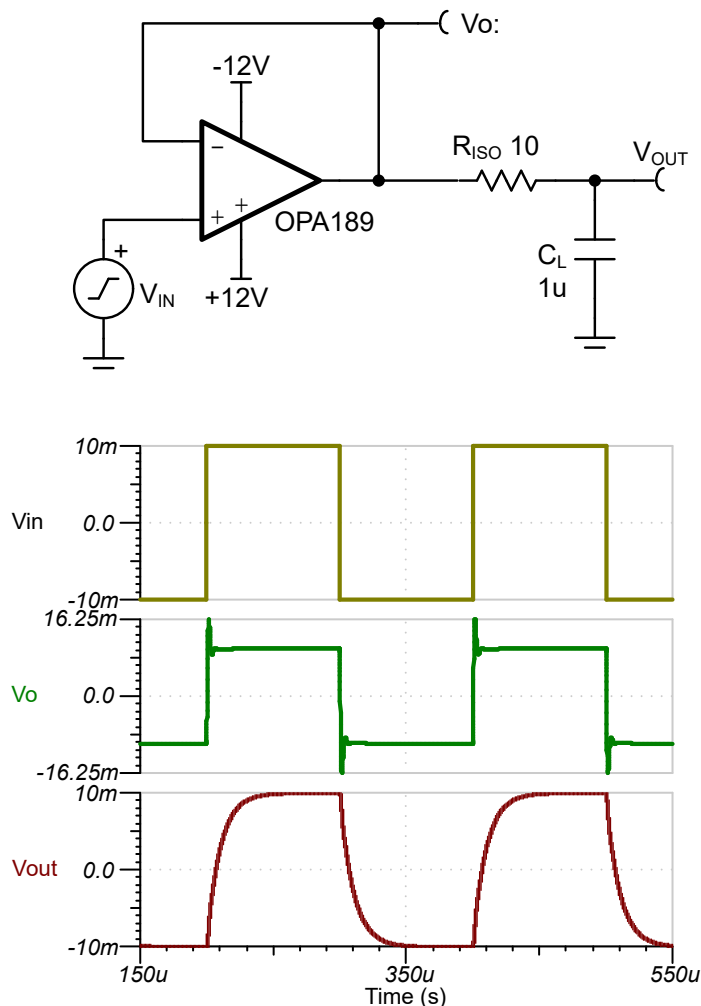 Vo:
-12V
−
+
+
OPA189
+12V
+
VIN
RISO 10
VOUT
CL
1u
10m
Vin
0.0
-10m
16.25m
Vo
0.0
-16.25m
10m
Vout
0.0
-10m
150u
350u
550u
Time (s)